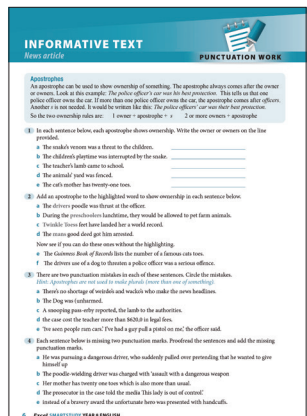 INFORMATIVE TEXT
News article
PUNCTUATION WORK
Apostrophes
An apostrophe can be used to show ownership of something. The apostrophe always comes after the owner
or owners. Look at this example: The police officer's car was his best protection. This tells us that one
police officer owns the car. If more than one police officer owns the car, the apostrophe comes after officers.
Another s is not needed. It would be written like this: The police officers' car was their best protection.
So the two ownership rules are: 1 owner + apostrophe + s 2 or more owners + apostrophe
1 In each sentence below, each apostrophe shows ownership. Write the owner or owners on the line
provided.
a The snake's venom was a threat to the children.
b The children's playtime was interrupted by the snake.
c The teacher's lamb came to school.
d The animals' yard was fenced.
e The cat's mother has twenty-one toes.
2 Add an apostrophe to the highlighted word to show ownership in each sentence below.
a The drivers poodle was thrust at the officer.
b During the preschoolers lunchtime, they would be allowed to pet farm animals.
c Twinkle Toess feet have landed her a world record.
d The mans good deed got him arrested.
Now see if you can do these ones without the highlighting.
e The Guinness Book of Records lists the number of a famous cats toes.
f The drivers use of a dog to threaten a police officer was a serious offence.
3 There are two punctuation mistakes in each of these sentences. Circle the mistakes.
Hint: Apostrophes are not used to make plurals (more than one of something).
a There's no shortage of weirdo's and wacko's who make the news headlines.
b The Dog was (unharmed.
c A snooping pass-erby reported, the lamb to the authorities.
d the case cost the teacher more than $620,0 in legal fires.
e 'Ive seen people ram cars.' I've had a guy pull a pistol on me,' the officer said.
4 Each sentence below is missing two punctuation marks. Proofread the sentences and add the missing
punctuation marks.
a He was pursuing a dangerous driver, who suddenly pulled over pretending that he wanted to give
himself up
b The poodle-wielding driver was charged with 'assault with a dangerous weapon
c Her mother has twenty one toes which is also more than usual.
d The prosecutor in the case told the media This lady is out of control.'
e instead of a bravery award the unfortunate hero was presented with handcuffs.
6 Excel SMARTSTUDY YEAR 6 ENGLISH